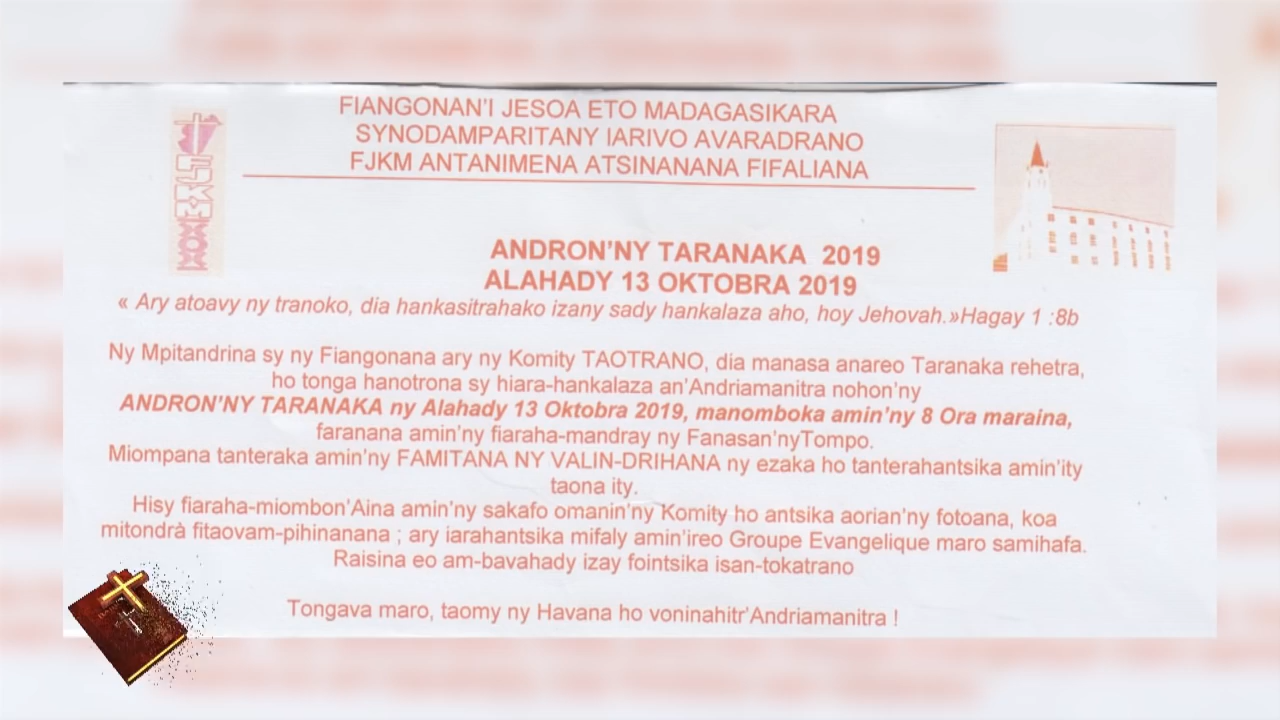 FIANGONAN'I JESOA ETO MADAGASIKARA
SYNODAMPARITANY IARIVO AVARADRANO
FJKM ANTANIMENA ATSINANANA FIFALIANA
FJKM
ANDRON'NY TARANAKA 2019
ALAHADY 13 OKTOBRA 2019
« Ary atoavy ny tranoko, dia hankasitrahako izany sady hankalaza aho, hoy Jehovah.»Hagay 1 :8b
Ny Mpitandrina sy ny Fiangonana ary ny Komity TAOTRANO, dia manasa anareo Taranaka rehetra,
ho tonga hanotrona sy hiara-hankalaza an'Andriamanitra nohon'ny
ANDRON'NY TARANAKA ny Alahady 13 Oktobra 2019, manomboka amin'ny 8 Ora maraina,
faranana amin'ny fiaraha-mandray ny Fanasan'nyTompo.
Miompana tanteraka amin'ny FAMITANA NY VALIN-DRIHANA ny ezaka ho tanterahantsika amin'ity
taona ity.
Hisy fiaraha-miombon'Aina amin'ny sakafo omanin'ny Komity ho antsika aorian'ny fotoana, koa
mitondrà fitaovam-pihinanana ; ary iarahantsika mifaly amin'ireo Groupe Evangelique maro samihafa.
Raisina eo am-bavahady izay fointsika isan-tokatrano
Tongava maro, taomy ny Havana ho voninahitr'Andriamanitra !